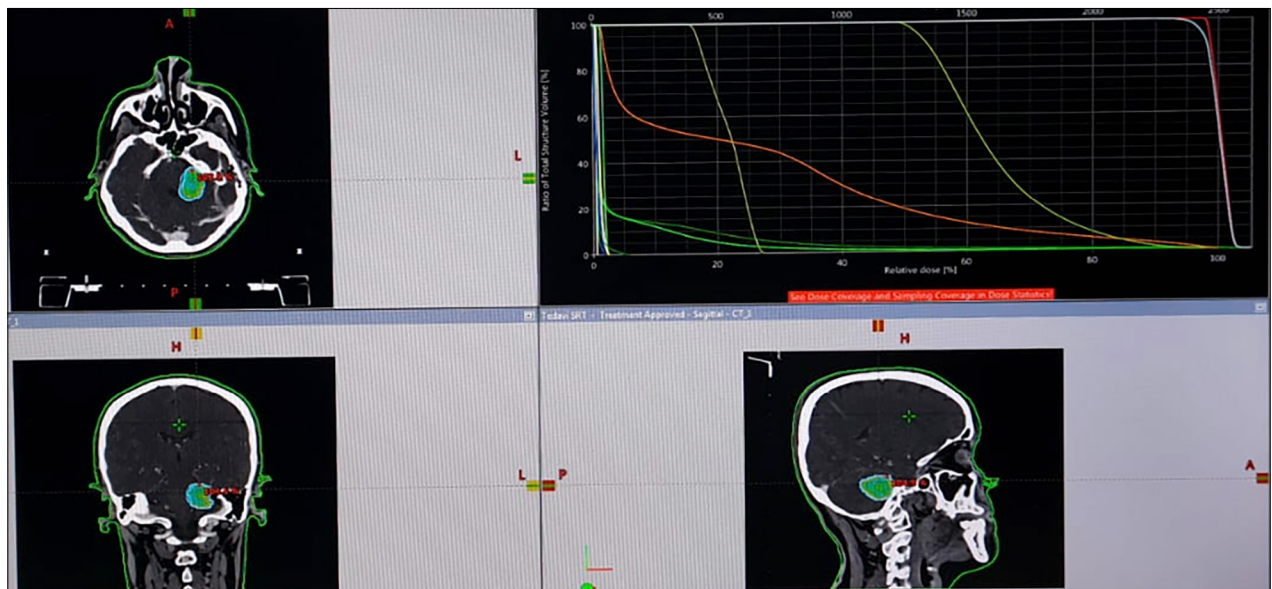 A
L
P
0
500
1000
1500
2000
2500
100
80
60
40
20
0
Ratio of Total Structure Volume [%]
0
20
40
60
80
100
Relative dose [%]
See Dose Coverage and Sampling Coverage in Dose Statistics!
H
L
Tedavi SRT - Treatment Approved - Sagittal - CT_1
H
P
A